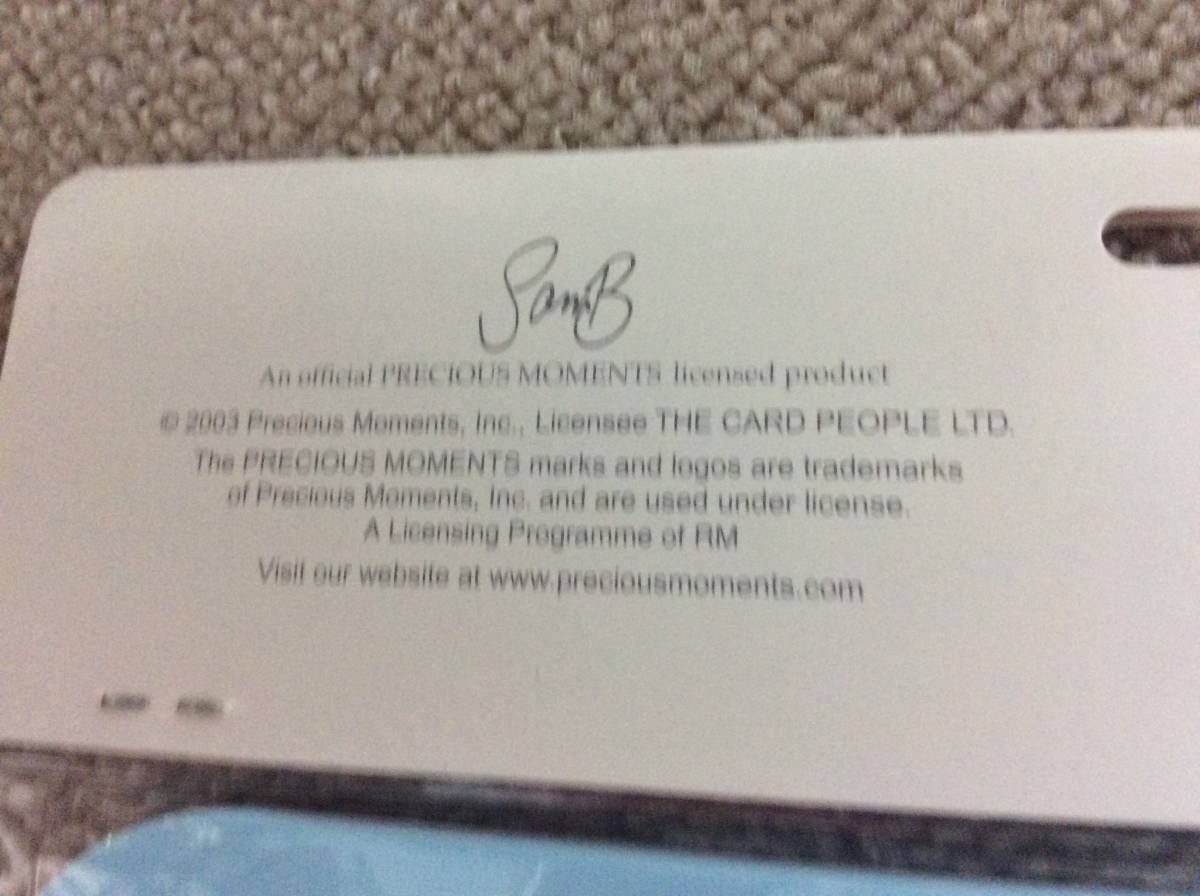 SamB
An official PRECIOUS MOMENTS licensed product
© 2003 Precious Moments, Inc., Licensee THE CARD PEOPLE LTD.
The PRECIOUS MOMENTS marks and logos are trademarks
of Precious Moments, Inc. and are used under license.
A Licensing Programme of RM
Visit our website at www.preciousmoments.com